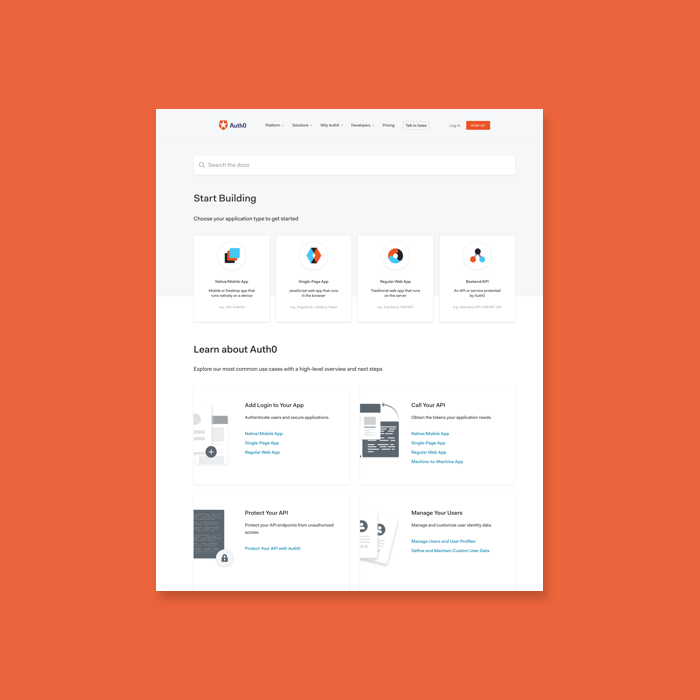 Auth0 Platform Solutions Why Auth0 Developers Pricing Talk to Sales Log In SIGN UP
Search the docs
Start Building
Choose your application type to get started
Native/Mobile App
Mobile or Desktop app that
runs natively on a device
e.g.: iOS, Android
Single-Page App
JavaScript web app that runs
in the browser
Regular Web App
Traditional web app that runs
on the server
e.g.: Express.js, ASP.NET
Backend/API
An API or service protected
by Auth0
e.g.: Express.js API, ASP.NET API
Learn about Auth0
Explore our most common use cases with a high-level overview and next steps
Add Login to Your App
Authenticate users and secure applications.
Native/Mobile App
Single-Page App
Regular Web App
Call Your API
Obtain the tokens your application needs.
Native/Mobile App
Single-Page App
Regular Web App
Machine-to-Machine App
Protect Your API
Protect your API endpoints from unauthorized
access.
Protect Your API with Auth0
Manage Your Users
Manage and customize user identity data.
Manage Users and User Profiles
Define and Maintain Custom User Data